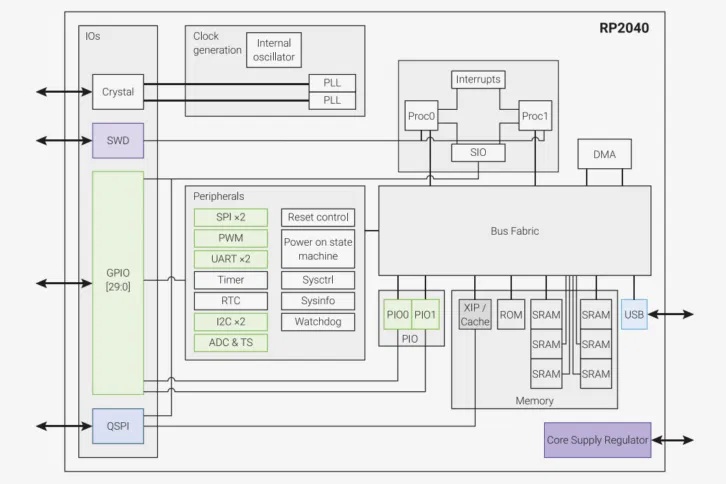 RP2040
IOs
Crystal
SWD
GPIO
[29:0]
QSPI
Clock
generation
Internal
oscillator
PLL
PLL
Interrupts
Proc0
Proc1
SIO
DMA
Peripherals
SPI ×2
PWM
UART ×2
Timer
RTC
I2C ×2
ADC & TS
Reset control
Power on state
machine
Sysctrl
Sysinfo
Watchdog
Bus Fabric
PIO0
PIO1
PIO
XIP /
Cache
ROM
SRAM
SRAM
SRAM
SRAM
SRAM
SRAM
Memory
USB
Core Supply Regulator